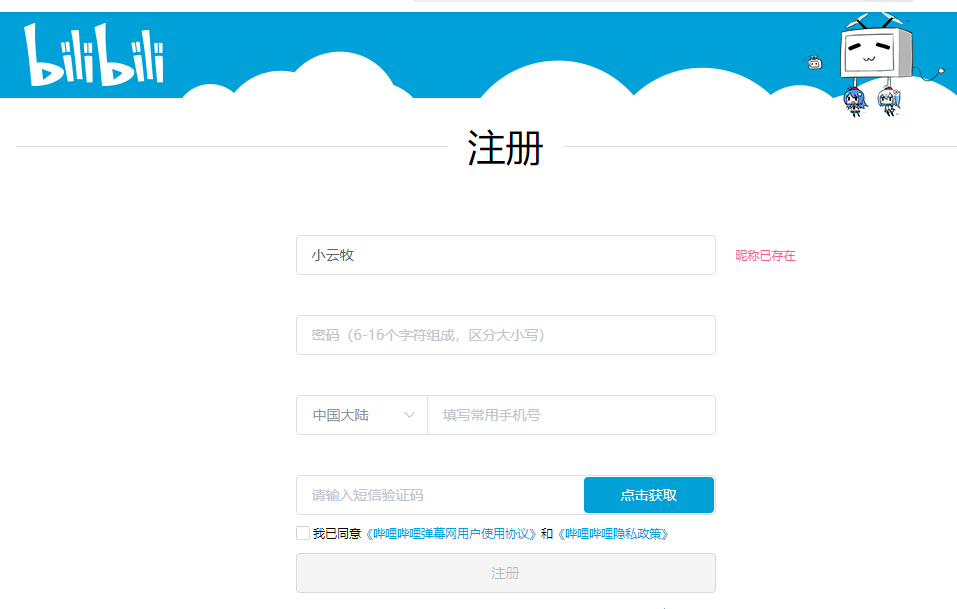 bilibili
注册
小云牧 昵称已存在
密码（6-16个字符组成，区分大小写）
中国大陆 填写常用手机号
请输入短信验证码 点击获取
我已同意《哔哩哔哩弹幕网用户使用协议》和《哔哩哔哩隐私政策》
注册